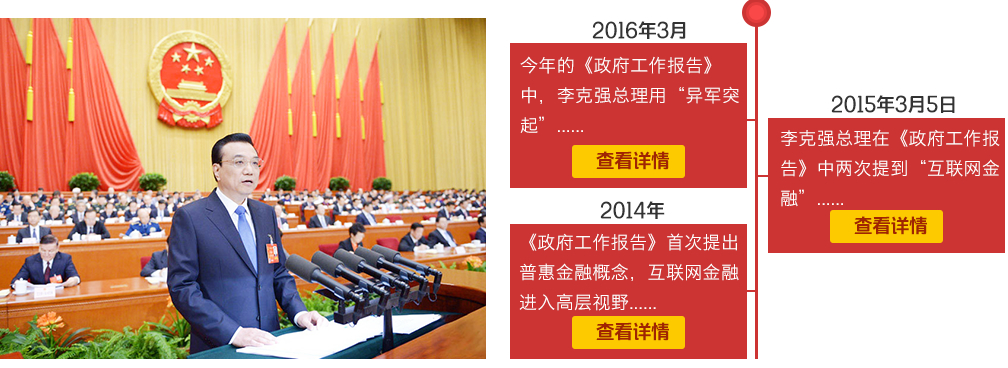 2016年3月
今年的《政府工作报告》
中，李克强总理用“异军突
起”......
查看详情
2015年3月5日
李克强总理在《政府工作报
告》中两次提到“互联网金
融”......
查看详情
2014年
《政府工作报告》首次提出
普惠金融概念，互联网金融
进入高层视野......
查看详情